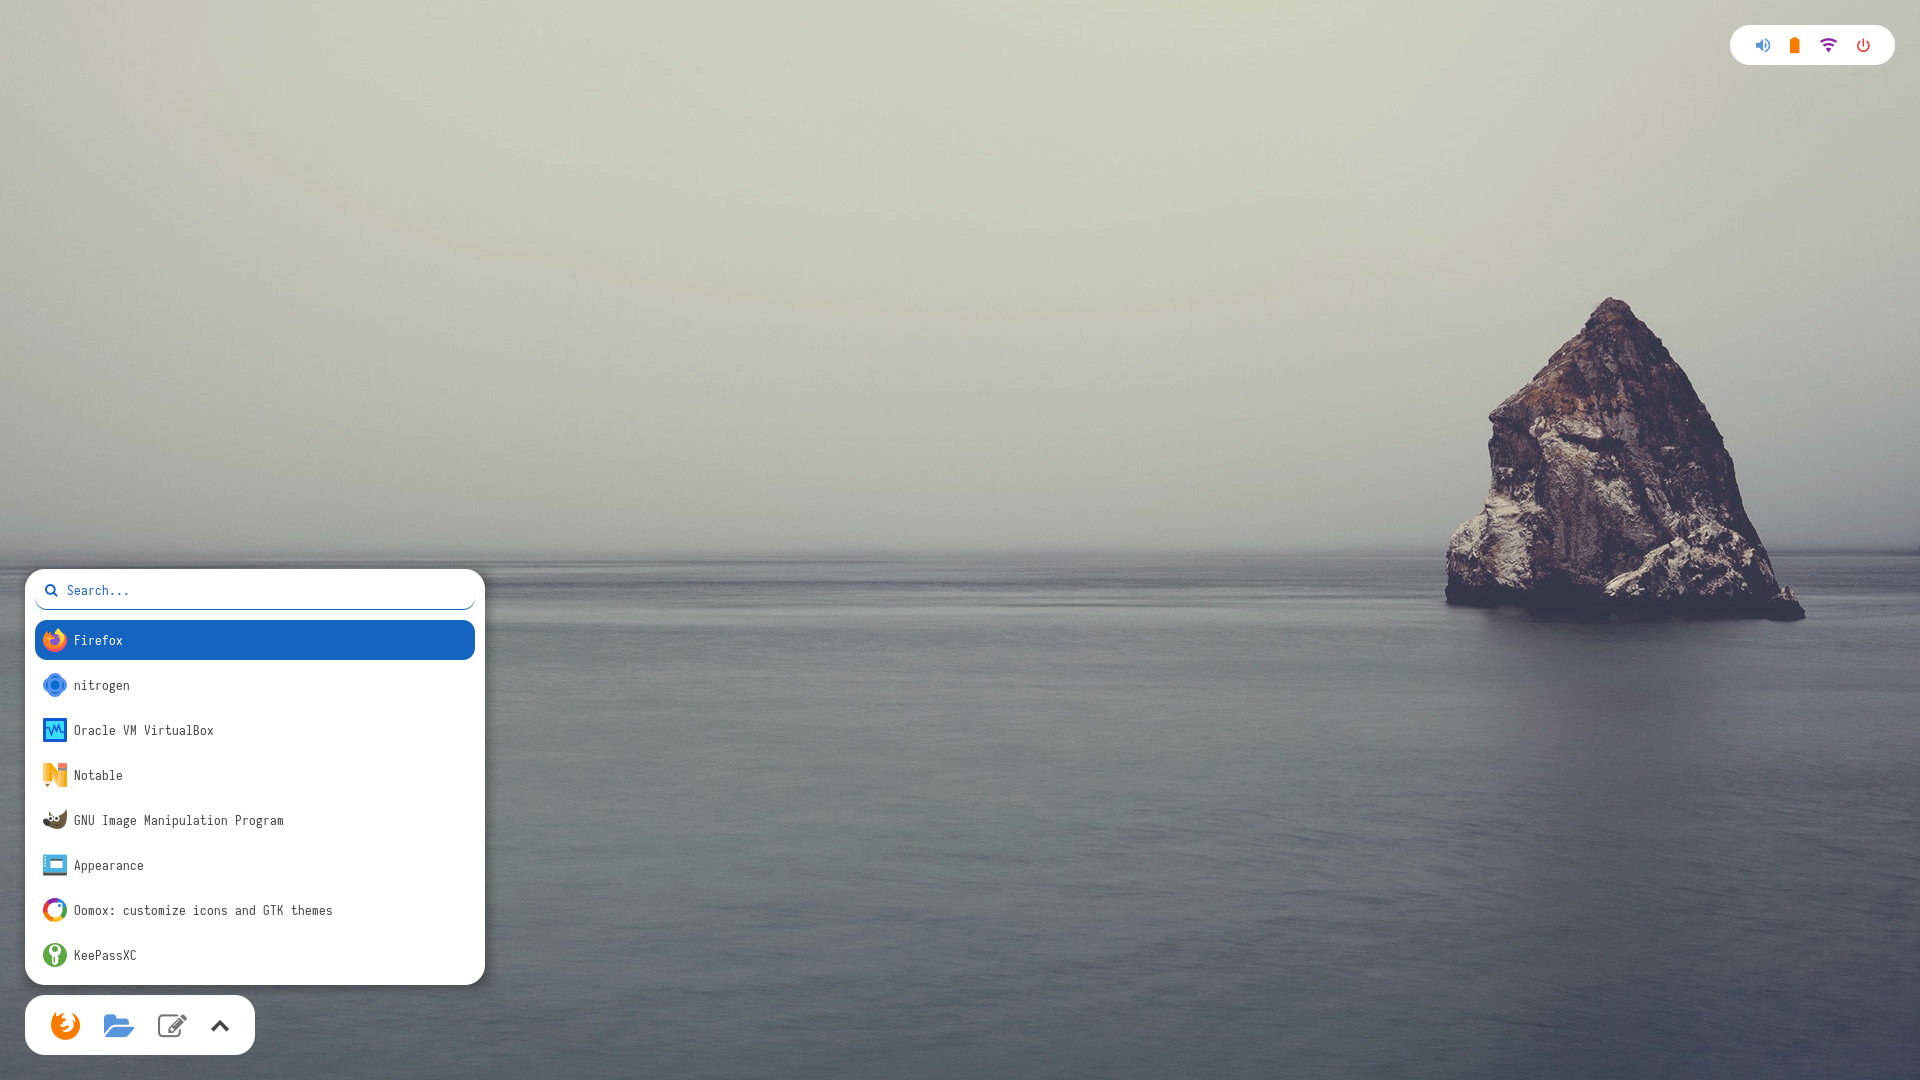 Search...
Firefox
nitrogen
Oracle VM VirtualBox
Notable
GNU Image Manipulation Program
Appearance
Oomox: customize icons and GTK themes
KeePassXC